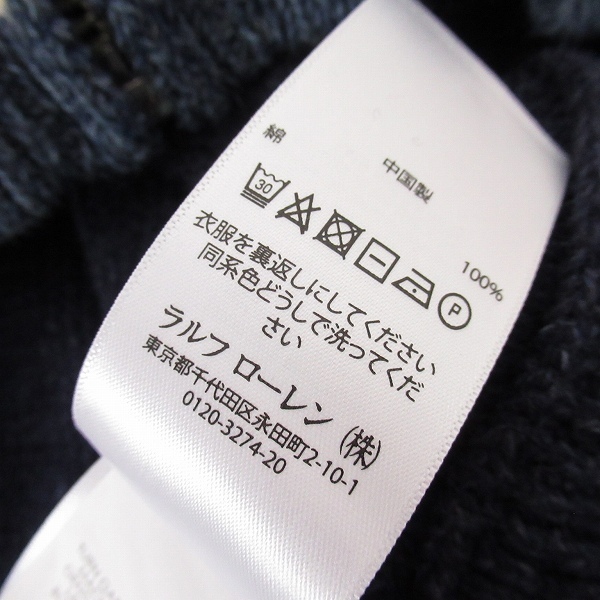 綿 100%
中国製
30 P
衣服を裏返しにしてください
同系色どうしで洗ってくだ
さい
ラルフ ローレン (株)
東京都千代田区永田町2-10-1
0120-3274-20